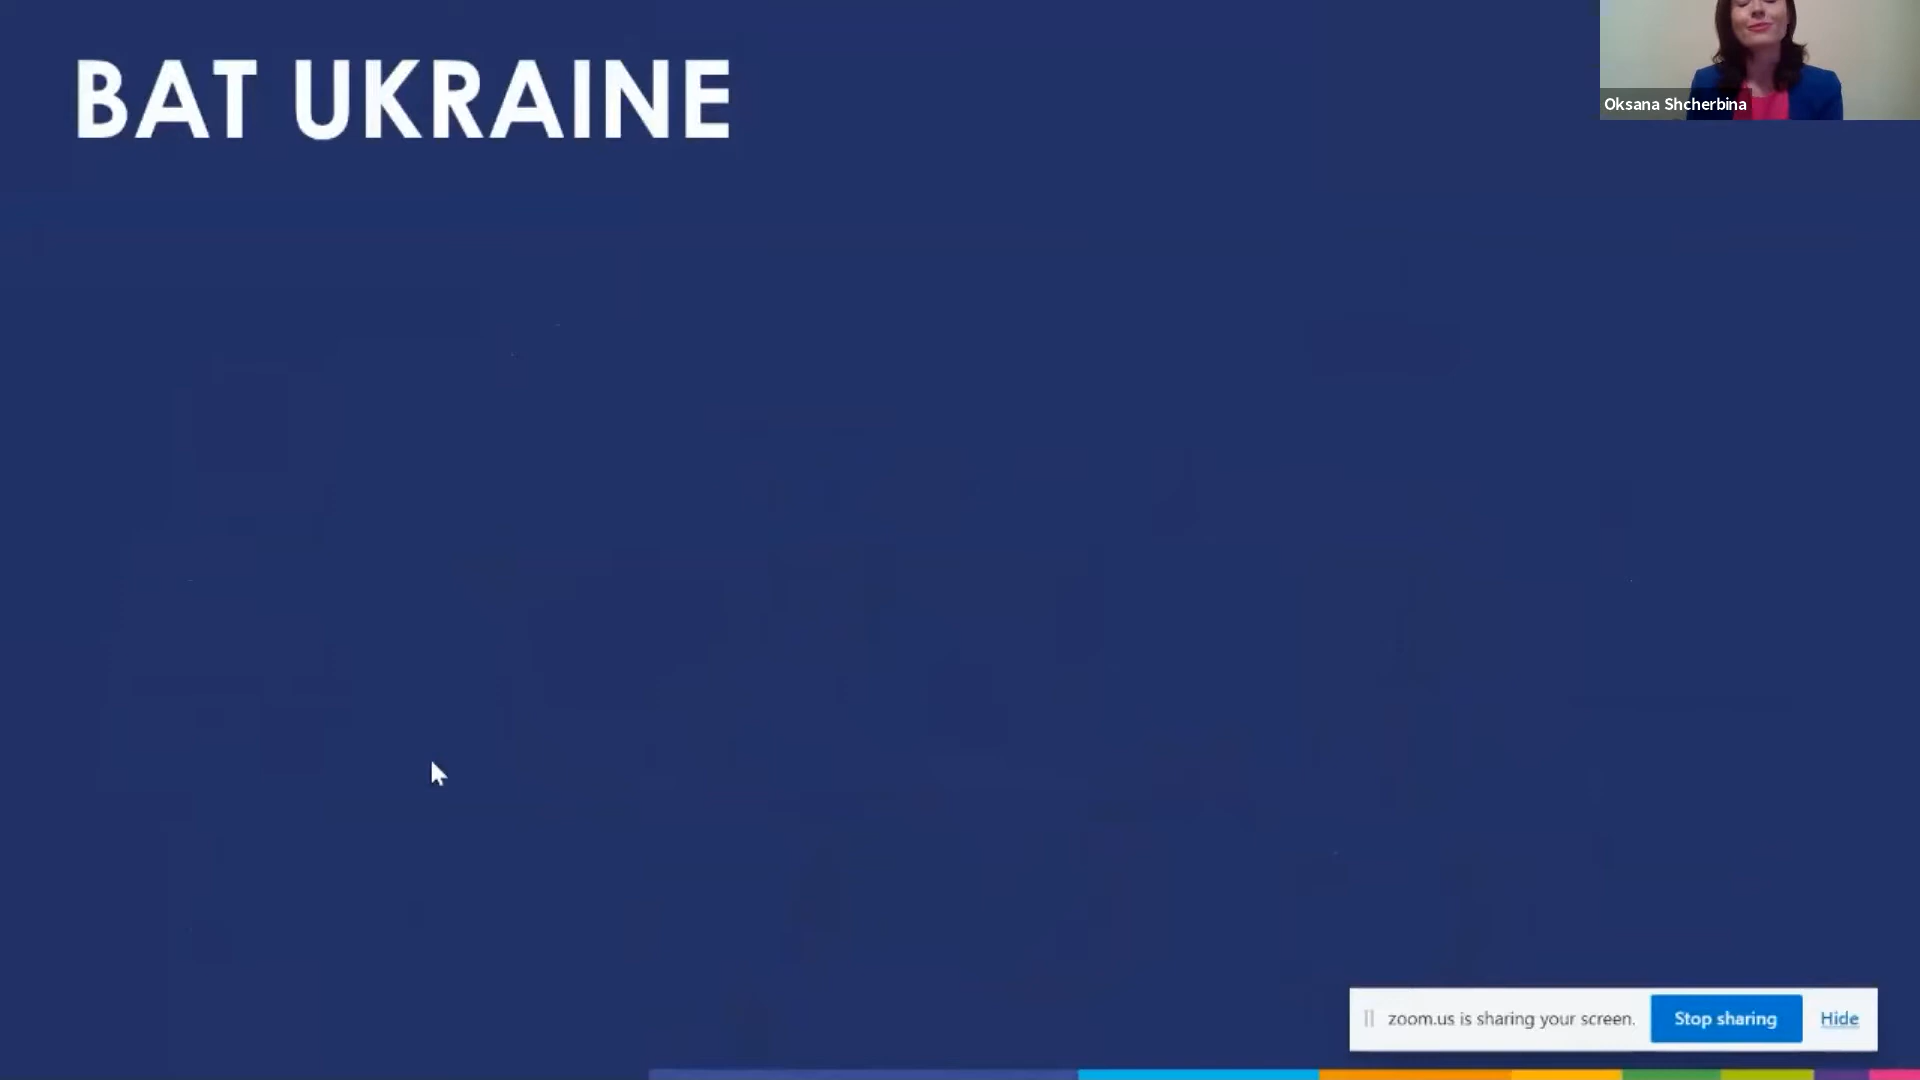 BAT UKRAINE
Oksana Shcherbina
zoom.us is sharing your screen. Stop sharing Hide